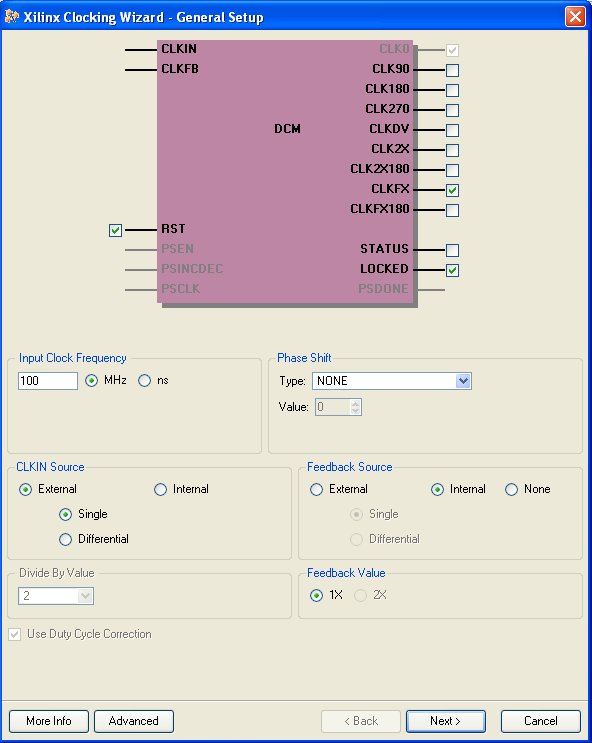 Xilinx Clocking Wizard - General Setup
CLKIN CLK0
CLKFB CLK90
CLK180
CLK270
DCM CLKDV
CLK2X
CLK2X180
CLKFX
CLKFX180
RST
PSEN STATUS
PSINCDEC LOCKED
PSCLK PSDONE
Input Clock Frequency Phase Shift
100 MHz ns Type: NONE
Value: 0
CLKIN Source Feedback Source
External Internal External Internal None
Single Single
Differential Differential
Divide By Value Feedback Value
2 1X 2X
Use Duty Cycle Correction
More Info Advanced < Back Next > Cancel